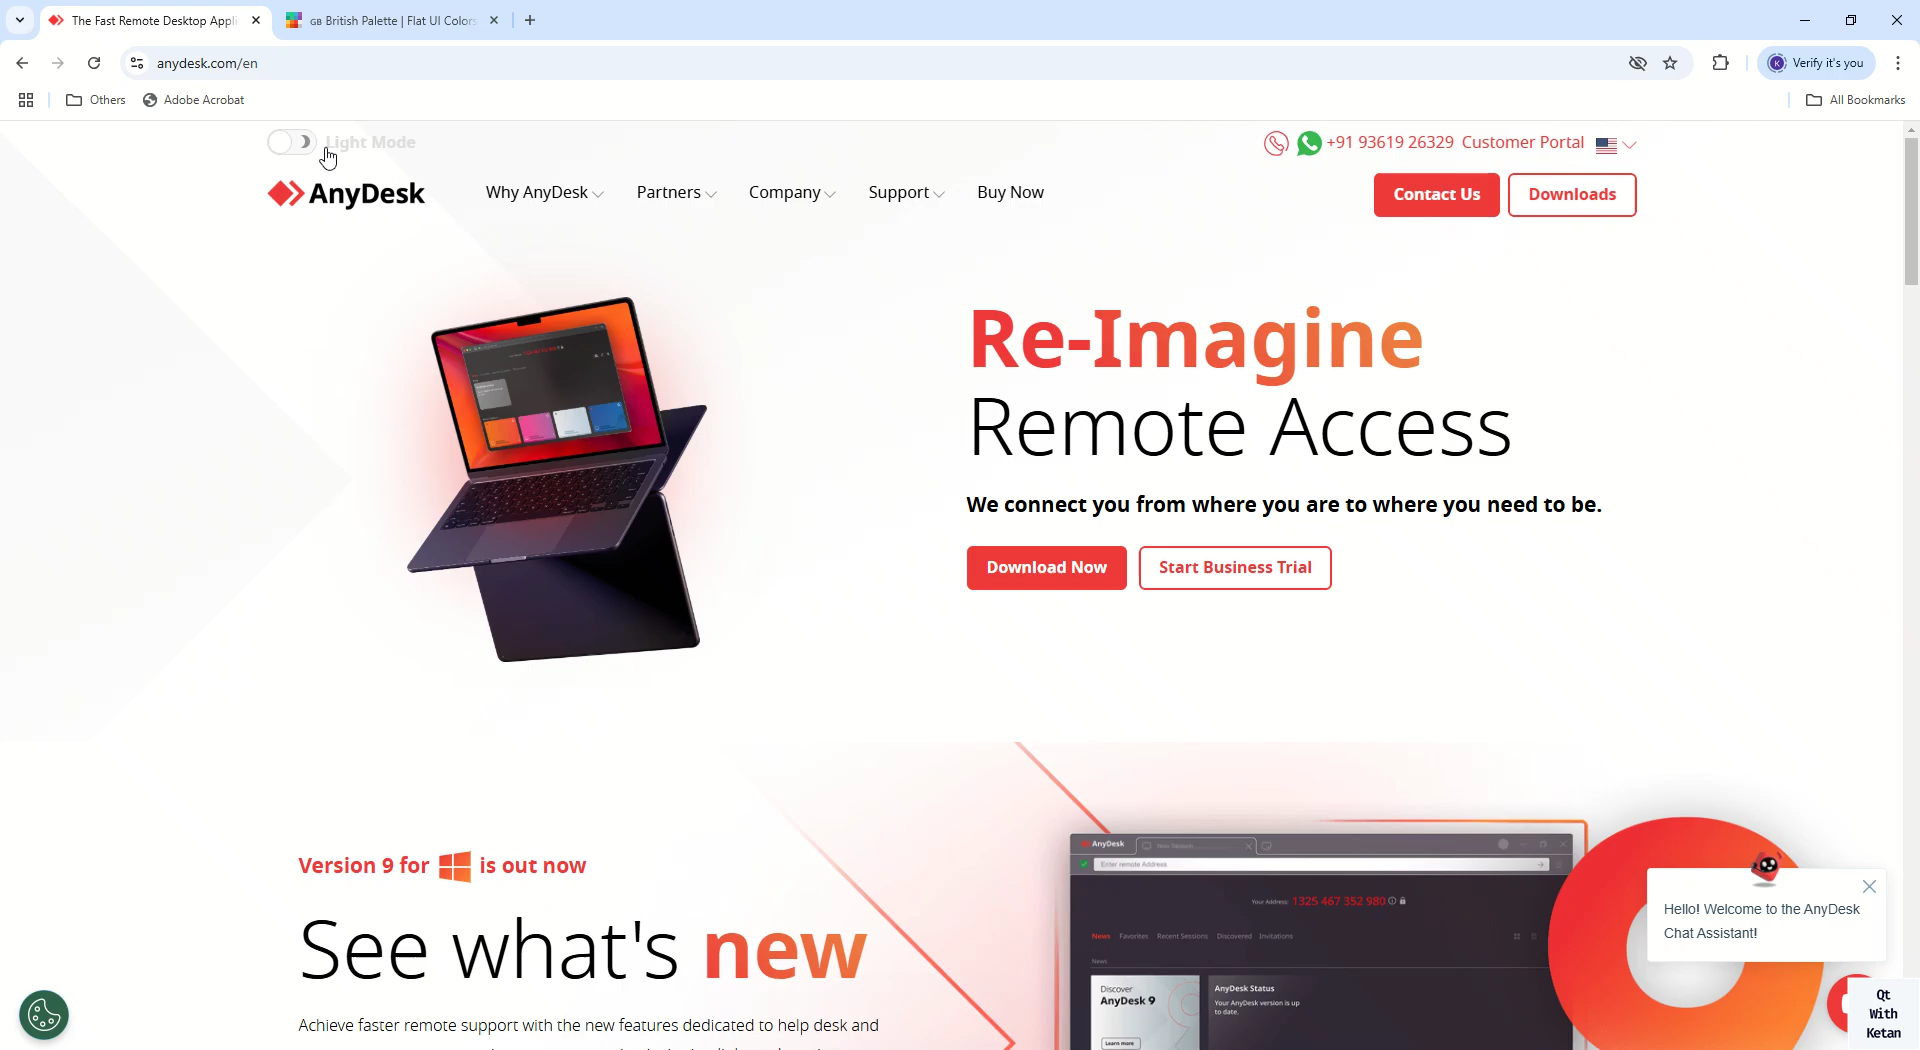 The Fast Remote Desktop Appli
GB British Palette | Flat UI Colors
anydesk.com/en
K Verify it's you
Others
Adobe Acrobat
All Bookmarks
Light Mode
+91 93619 26329 Customer Portal
AnyDesk
Why AnyDesk
Partners
Company
Support
Buy Now
Contact Us
Downloads
Re-Imagine
Remote Access
We connect you from where you are to where you need to be.
Download Now
Start Business Trial
Version 9 for is out now
See what's new
Achieve faster remote support with the new features dedicated to help desk and
AnyDesk
New Session
Enter remote Address
Your Address: 1325 467 352 980
News Favorites Recent Sessions Discovered Invitations
News
Discover
AnyDesk 9
Learn more
AnyDesk Status
Your AnyDesk version is up
to date.
Hello! Welcome to the AnyDesk
Chat Assistant!
Qt
With
Ketan